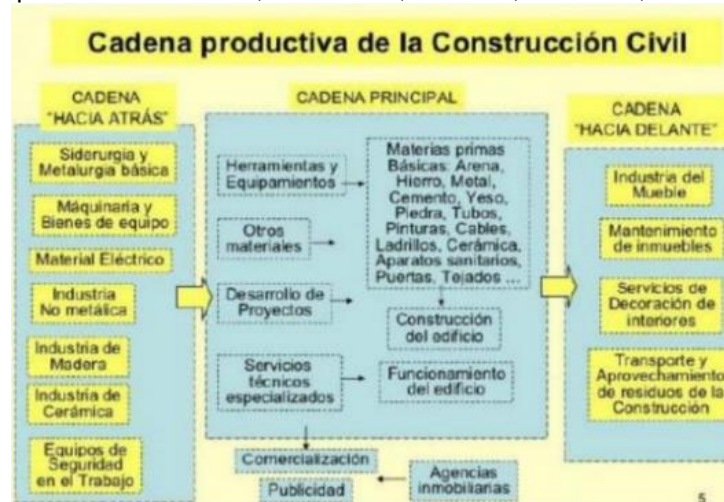 Cadena productiva de la Construcción Civil
CADENA
"HACIA ATRÁS"
Siderurgia y
Metalurgia básica
Máquinaria y
Bienes de equipo
Material Eléctrico
Industria
No metálica
Industria de
Madera
Industria de
Cerámica
Equipos de
Seguridad
en el Trabajo
CADENA PRINCIPAL
Herramientas y
Equipamientos
Otros
materiales
Desarrollo de
Proyectos
Servicios
técnicos
especializados
Materias primas
Básicas: Arena,
Hierro, Metal,
Cemento, Yeso,
Piedra, Tubos,
Pinturas, Cables,
Ladrillos, Cerámica,
Aparatos sanitarios,
Puertas, Tejados ...
Construcción
del edificio
Funcionamiento
del edificio
Comercialización
Publicidad
Agencias
inmobiliarias
CADENA
"HACIA DELANTE"
Industria del
Mueble
Mantenimiento
de inmuebles
Servicios de
Decoración de
interiores
Transporte y
Aprovechamiento
de residuos de la
Construcción
5